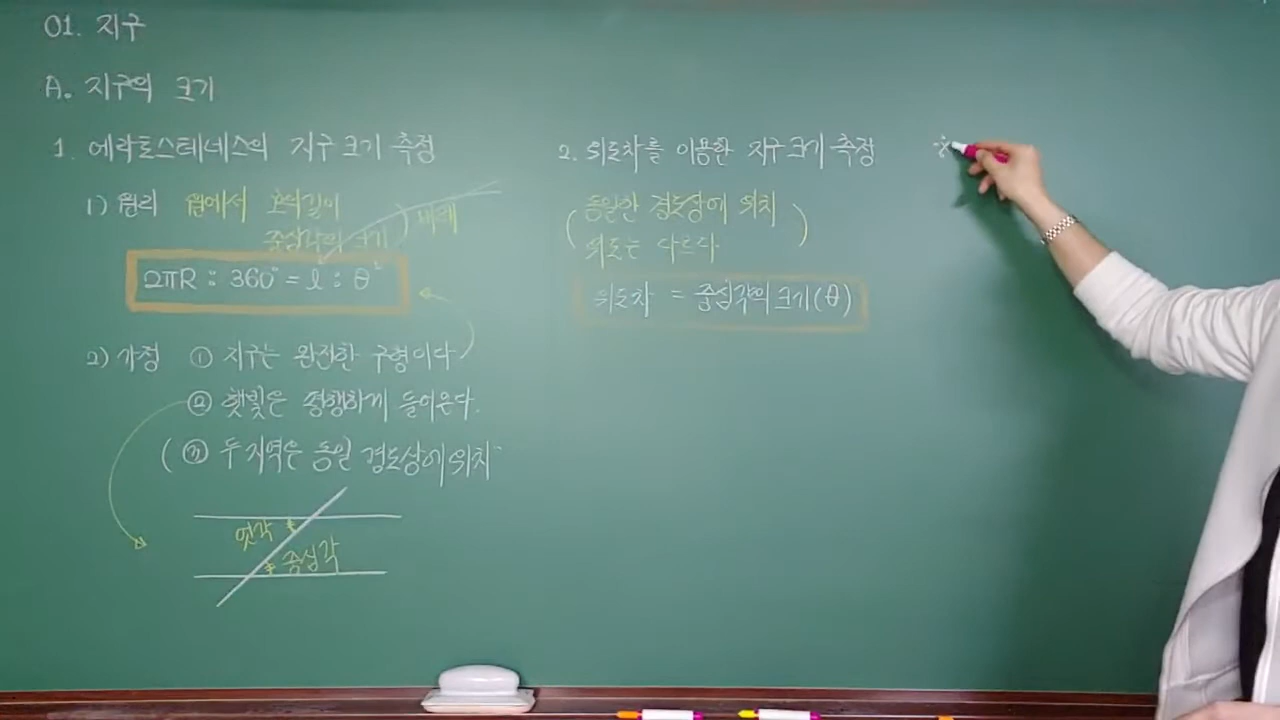 01. 지구
A. 지구의 크기
1. 에라토스테네스의 지구 크기 측정
1) 원리 원에서 호의 길이
중심각의 크기 ) 비례
2πR : 360° = l : θ°
2) 가정 ① 지구는 완전한 구형이다
② 햇빛은 평행하게 들어온다.
( ③ 두 지역은 동일 경도상에 위치
엇각
중심각
2. 위도차를 이용한 지구 크기 측정
( 동일한 경도상에 위치
위도는 다르다 )
위도차 = 중심각의 크기(θ)